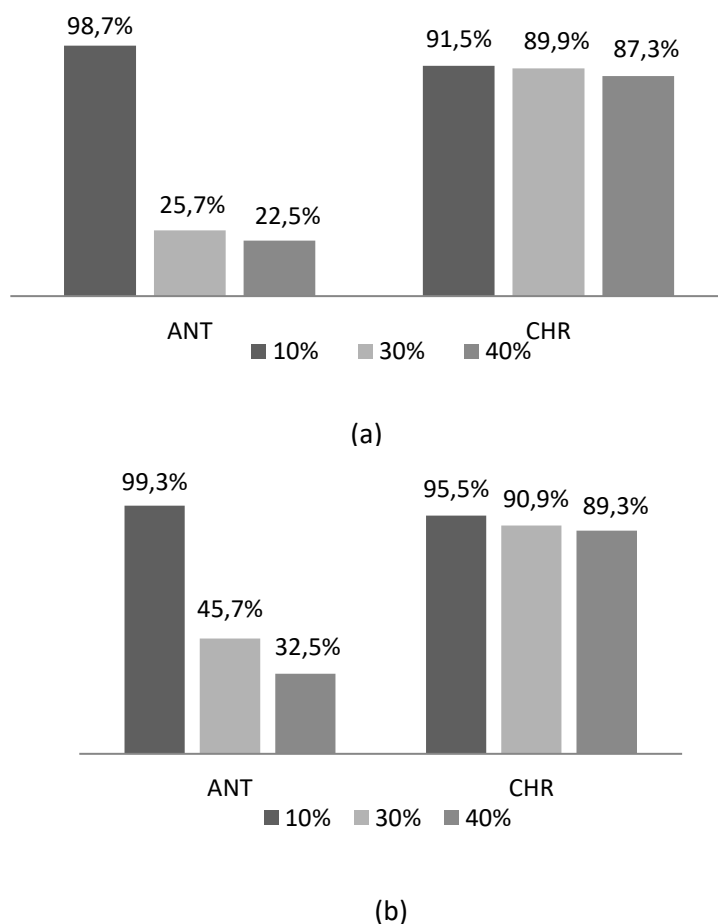 98,7%
91,5% 89,9% 87,3%
25,7% 22,5%
ANT CHR
10% 30% 40%
(a)
99,3%
95,5% 90,9% 89,3%
45,7%
32,5%
ANT CHR
10% 30% 40%
(b)